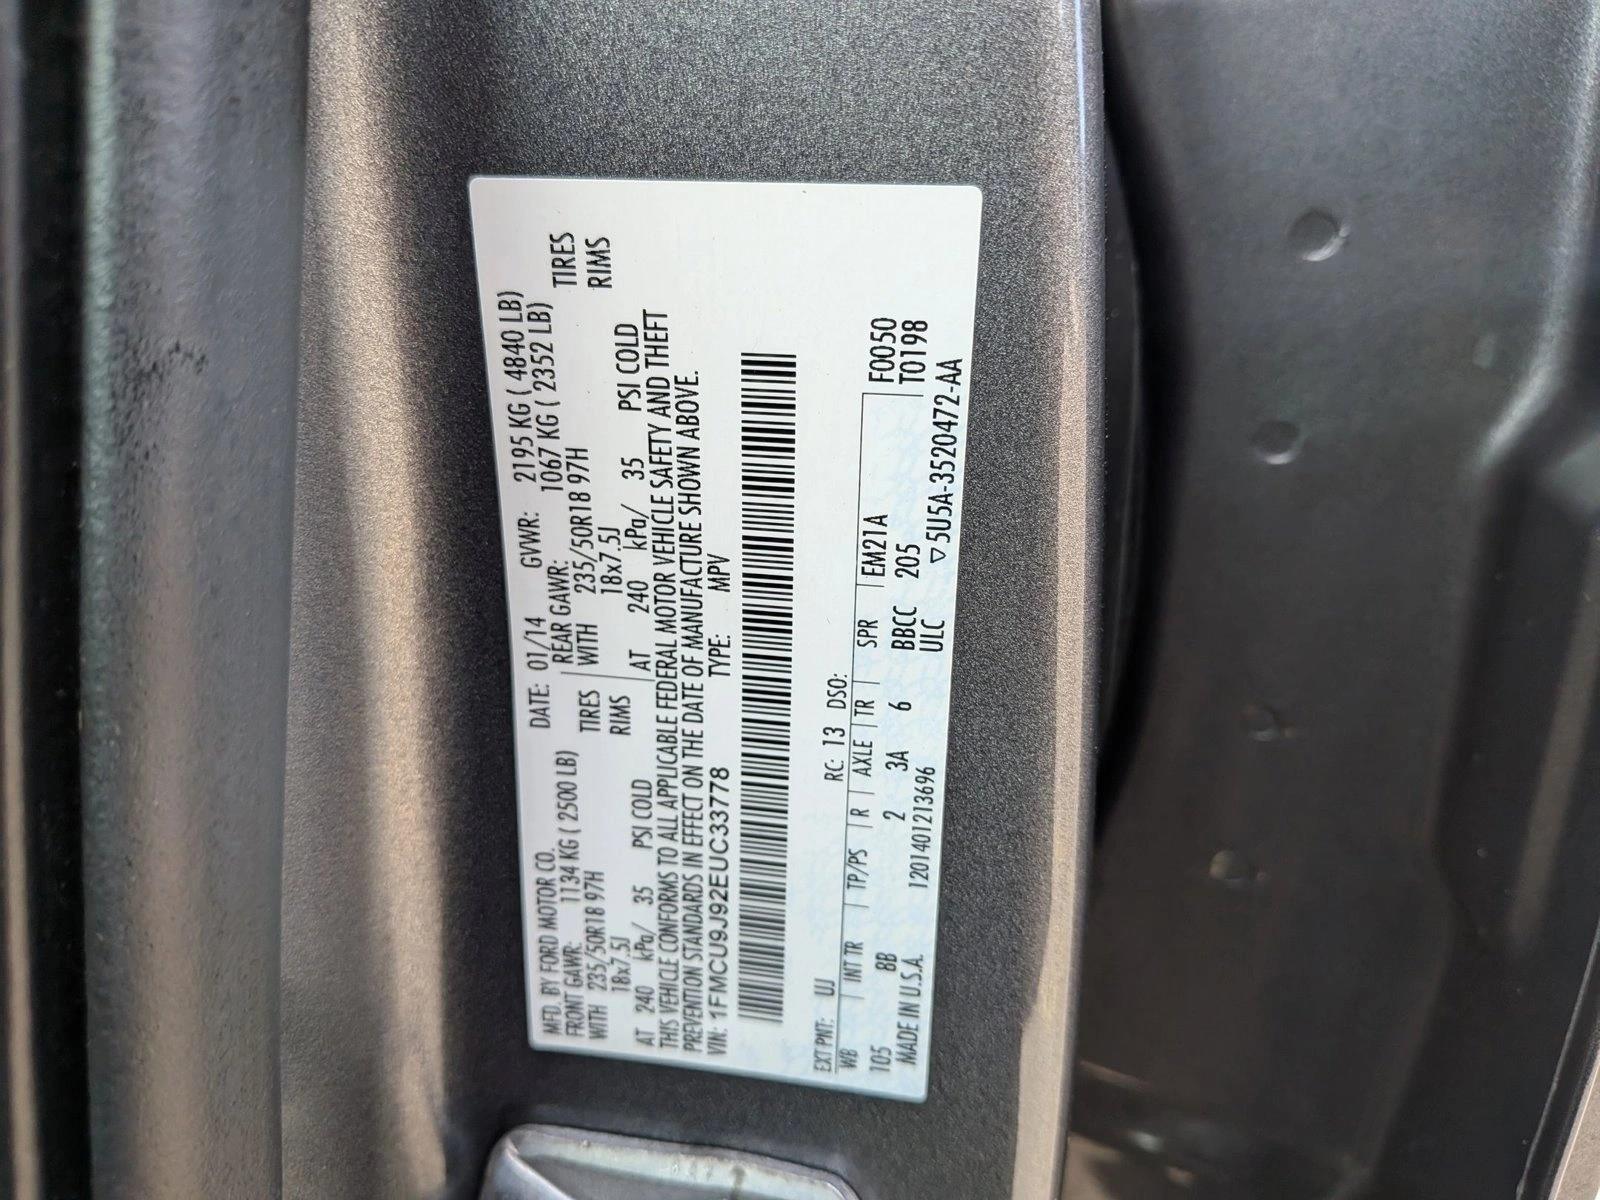 MFD. BY FORD MOTOR CO. DATE: 01/14 GVWR: 2195 KG ( 4840 LB)
FRONT GAWR: 1134 KG ( 2500 LB) REAR GAWR: 1067 KG ( 2352 LB)
WITH 235/50R18 97H TIRES WITH 235/50R18 97H TIRES
18x7.5J RIMS 18x7.5J RIMS
AT 240 kPa/ 35 PSI COLD AT 240 kPa/ 35 PSI COLD
THIS VEHICLE CONFORMS TO ALL APPLICABLE FEDERAL MOTOR VEHICLE SAFETY AND THEFT
PREVENTION STANDARDS IN EFFECT ON THE DATE OF MANUFACTURE SHOWN ABOVE.
VIN: 1FMCU9J92EUC33778 TYPE: MPV
EXT PNT: UJ RC: 13 DSO:
WB | INT TR | TP/PS | R | AXLE | TR | SPR | EM21A F0050
105 8B 2 3A 6 BBCC 205 T0198
MADE IN U.S.A. 120140121369​6 ULC ▽5U5A-3520472-AA